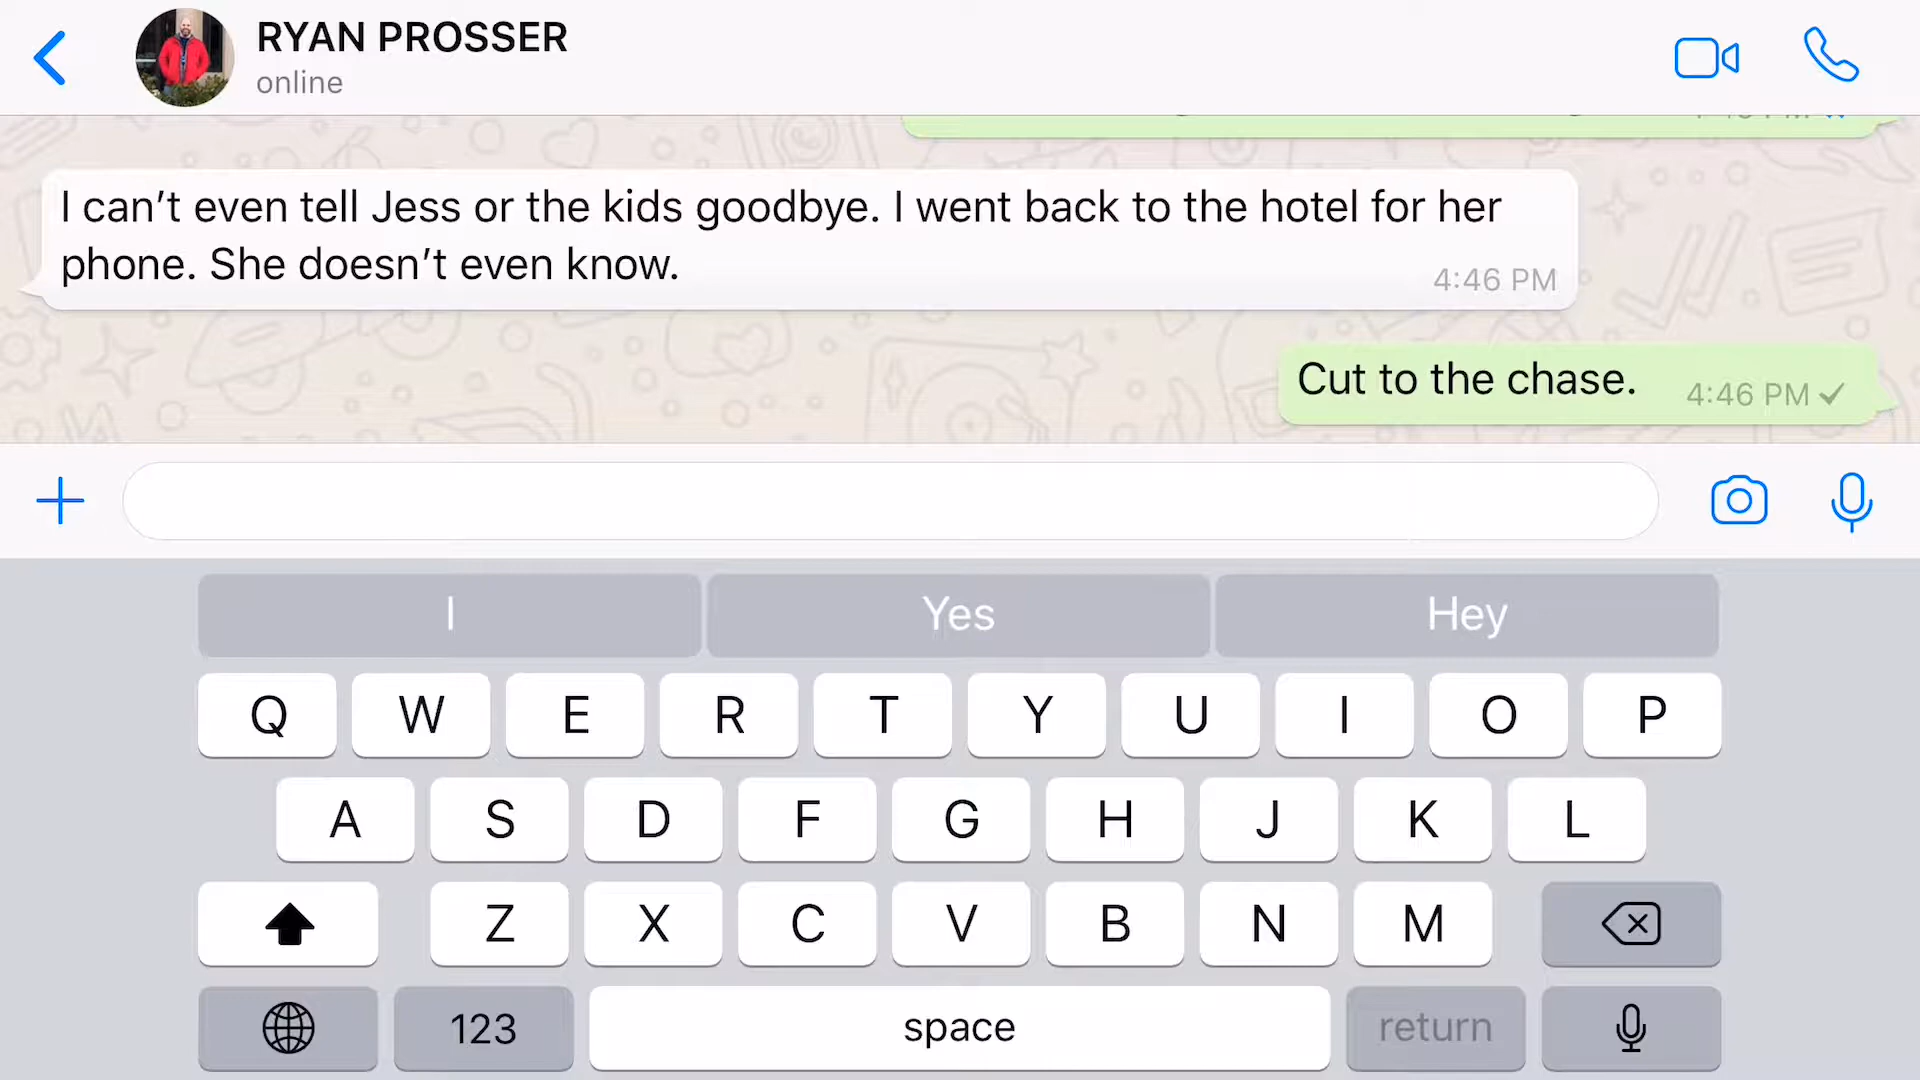 RYAN PROSSER
online
I can’t even tell Jess or the kids goodbye. I went back to the hotel for her
phone. She doesn’t even know.
4:46 PM
Cut to the chase.
4:46 PM
I
Yes
Hey
Q W E R T Y U I O P
A S D F G H J K L
Z X C V B N M
123
space
return